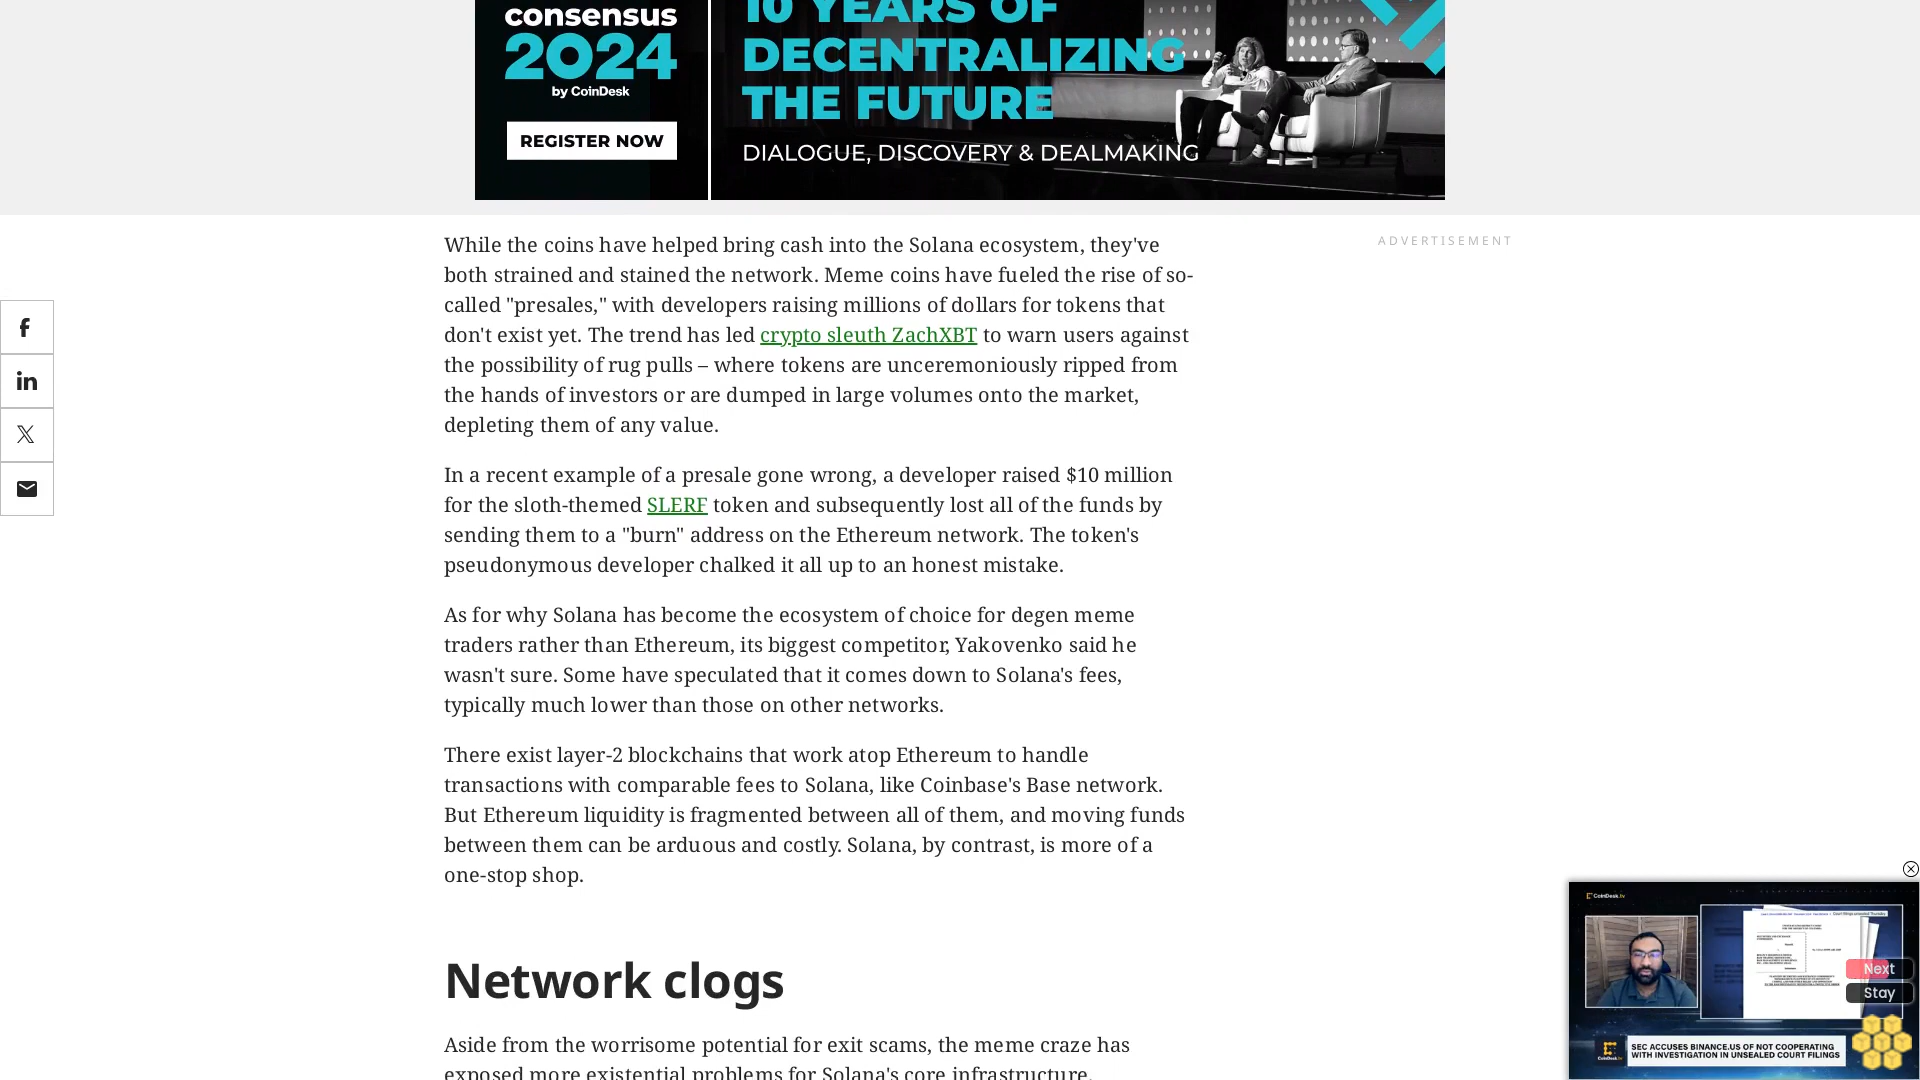 consensus
2024
by CoinDesk
REGISTER NOW
10 YEARS OF
DECENTRALIZING
THE FUTURE
DIALOGUE, DISCOVERY & DEALMAKING
ADVERTISEMENT
While the coins have helped bring cash into the Solana ecosystem, they've
both strained and stained the network. Meme coins have fueled the rise of so-
called "presales," with developers raising millions of dollars for tokens that
don't exist yet. The trend has led crypto sleuth ZachXBT to warn users against
the possibility of rug pulls – where tokens are unceremoniously ripped from
the hands of investors or are dumped in large volumes onto the market,
depleting them of any value.
In a recent example of a presale gone wrong, a developer raised $10 million
for the sloth-themed SLERF token and subsequently lost all of the funds by
sending them to a "burn" address on the Ethereum network. The token's
pseudonymous developer chalked it all up to an honest mistake.
As for why Solana has become the ecosystem of choice for degen meme
traders rather than Ethereum, its biggest competitor, Yakovenko said he
wasn't sure. Some have speculated that it comes down to Solana's fees,
typically much lower than those on other networks.
There exist layer-2 blockchains that work atop Ethereum to handle
transactions with comparable fees to Solana, like Coinbase's Base network.
But Ethereum liquidity is fragmented between all of them, and moving funds
between them can be arduous and costly. Solana, by contrast, is more of a
one-stop shop.
Network clogs
Aside from the worrisome potential for exit scams, the meme craze has
exposed more existential problems for Solana's core infrastructure.
CoinDesk.tv
Next
Stay
CoinDesk.tv
SEC ACCUSES BINANCE.US OF NOT COOPERATING
WITH INVESTIGATION IN UNSEALED COURT FILINGS